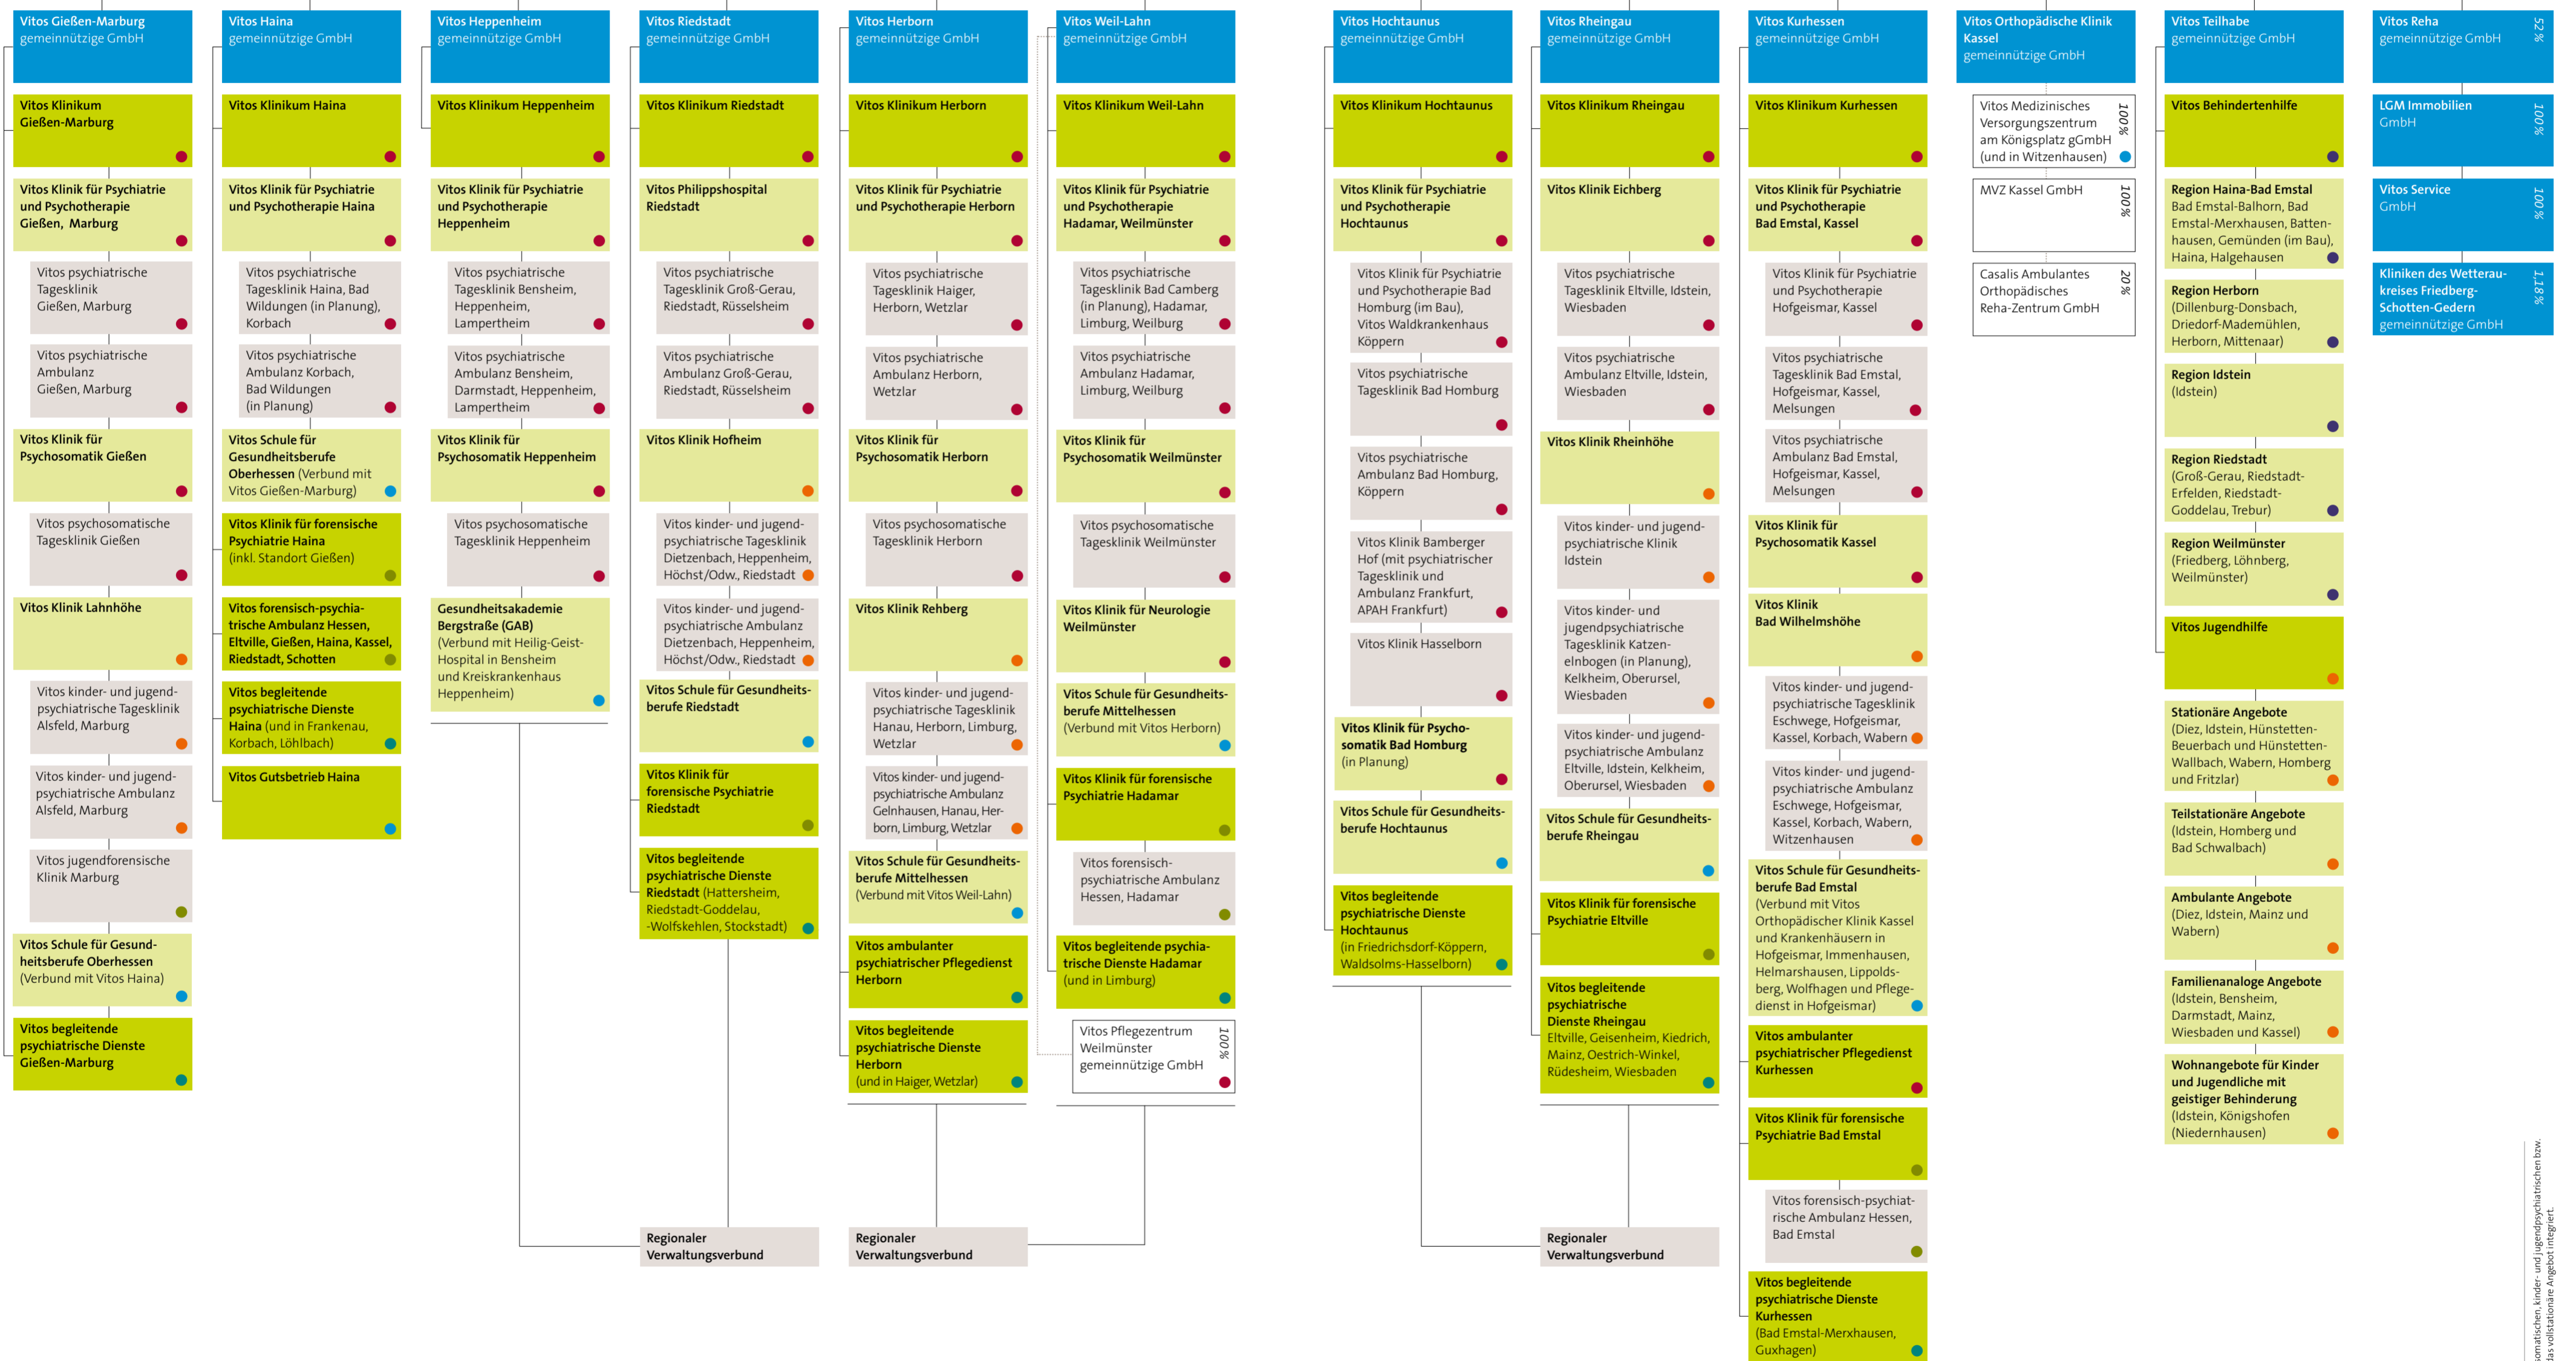 Vitos Gießen-Marburg
gemeinnützige GmbH
Vitos Klinikum
Gießen-Marburg
Vitos Klinik für Psychiatrie
und Psychotherapie
Gießen, Marburg
Vitos psychiatrische
Tagesklinik
Gießen, Marburg
Vitos psychiatrische
Ambulanz
Gießen, Marburg
Vitos Klinik für
Psychosomatik Gießen
Vitos psychosomatische
Tagesklinik Gießen
Vitos Klinik Lahnhöhe
Vitos kinder- und jugend-
psychiatrische Tagesklinik
Alsfeld, Marburg
Vitos kinder- und jugend-
psychiatrische Ambulanz
Alsfeld, Marburg
Vitos jugendforensische
Klinik Marburg
Vitos Schule für Gesund-
heitsberufe Oberhessen
(Verbund mit Vitos Haina)
Vitos begleitende
psychiatrische Dienste
Gießen-Marburg
Vitos Haina
gemeinnützige GmbH
Vitos Klinikum Haina
Vitos Klinik für Psychiatrie
und Psychotherapie Haina
Vitos psychiatrische
Tagesklinik Haina, Bad
Wildungen (in Planung),
Korbach
Vitos psychiatrische
Ambulanz Korbach,
Bad Wildungen
(in Planung)
Vitos Schule für
Gesundheitsberufe
Oberhessen (Verbund mit
Vitos Gießen-Marburg)
Vitos Klinik für forensische
Psychiatrie Haina
(inkl. Standort Gießen)
Vitos forensisch-psychia-
trische Ambulanz Hessen,
Eltville, Gießen, Haina, Kassel,
Riedstadt, Schotten
Vitos begleitende
psychiatrische Dienste
Haina (und in Frankenau,
Korbach, Löhlbach)
Vitos Gutsbetrieb Haina
Vitos Heppenheim
gemeinnützige GmbH
Vitos Klinikum Heppenheim
Vitos Klinik für Psychiatrie
und Psychotherapie
Heppenheim
Vitos psychiatrische
Tagesklinik Bensheim,
Heppenheim,
Lampertheim
Vitos psychiatrische
Ambulanz Bensheim,
Darmstadt, Heppenheim,
Lampertheim
Vitos Klinik für
Psychosomatik Heppenheim
Vitos psychosomatische
Tagesklinik Heppenheim
Gesundheitsakademie
Bergstraße (GAB)
(Verbund mit Heilig-Geist-
Hospital in Bensheim
und Kreiskrankenhaus
Heppenheim)
Vitos Riedstadt
gemeinnützige GmbH
Vitos Klinikum Riedstadt
Vitos Philippshospital
Riedstadt
Vitos psychiatrische
Tagesklinik Groß-Gerau,
Riedstadt, Rüsselsheim
Vitos psychiatrische
Ambulanz Groß-Gerau,
Riedstadt, Rüsselsheim
Vitos Klinik Hofheim
Vitos kinder- und jugend-
psychiatrische Tagesklinik
Dietzenbach, Heppenheim,
Höchst/Odw., Riedstadt
Vitos kinder- und jugend-
psychiatrische Ambulanz
Dietzenbach, Heppenheim,
Höchst/Odw., Riedstadt
Vitos Schule für Gesundheits-
berufe Riedstadt
Vitos Klinik für
forensische Psychiatrie
Riedstadt
Vitos begleitende
psychiatrische Dienste
Riedstadt (Hattersheim,
Riedstadt-Goddelau,
-Wolfskehlen, Stockstadt)
Regionaler
Verwaltungsverbund
Vitos Herborn
gemeinnützige GmbH
Vitos Klinikum Herborn
Vitos Klinik für Psychiatrie
und Psychotherapie Herborn
Vitos psychiatrische
Tagesklinik Haiger,
Herborn, Wetzlar
Vitos psychiatrische
Ambulanz Herborn,
Wetzlar
Vitos Klinik für
Psychosomatik Herborn
Vitos psychosomatische
Tagesklinik Herborn
Vitos Klinik Rehberg
Vitos kinder- und jugend-
psychiatrische Tagesklinik
Hanau, Herborn, Limburg,
Wetzlar
Vitos kinder- und jugend-
psychiatrische Ambulanz
Gelnhausen, Hanau, Her-
born, Limburg, Wetzlar
Vitos Schule für Gesundheits-
berufe Mittelhessen
(Verbund mit Vitos Weil-Lahn)
Vitos ambulanter
psychiatrischer Pflegedienst
Herborn
Vitos begleitende
psychiatrische Dienste
Herborn
(und in Haiger, Wetzlar)
Regionaler
Verwaltungsverbund
Vitos Weil-Lahn
gemeinnützige GmbH
Vitos Klinikum Weil-Lahn
Vitos Klinik für Psychiatrie
und Psychotherapie
Hadamar, Weilmünster
Vitos psychiatrische
Tagesklinik Bad Camberg
(in Planung), Hadamar,
Limburg, Weilburg
Vitos psychiatrische
Ambulanz Hadamar,
Limburg, Weilburg
Vitos Klinik für
Psychosomatik Weilmünster
Vitos psychosomatische
Tagesklinik Weilmünster
Vitos Klinik für Neurologie
Weilmünster
Vitos Schule für Gesundheits-
berufe Mittelhessen
(Verbund mit Vitos Herborn)
Vitos Klinik für forensische
Psychiatrie Hadamar
Vitos forensisch-
psychiatrische Ambulanz
Hessen, Hadamar
Vitos begleitende psychia-
trische Dienste Hadamar
(und in Limburg)
Vitos Pflegezentrum
Weilmünster
gemeinnützige GmbH
100%
Vitos Hochtaunus
gemeinnützige GmbH
Vitos Klinikum Hochtaunus
Vitos Klinik für Psychiatrie
und Psychotherapie
Hochtaunus
Vitos Klinik für Psychiatrie
und Psychotherapie Bad
Homburg (im Bau),
Vitos Waldkrankenhaus
Köppern
Vitos psychiatrische
Tagesklinik Bad Homburg
Vitos psychiatrische
Ambulanz Bad Homburg,
Köppern
Vitos Klinik Bamberger
Hof (mit psychiatrischer
Tagesklinik und
Ambulanz Frankfurt,
APAH Frankfurt)
Vitos Klinik Hasselborn
Vitos Klinik für Psycho-
somatik Bad Homburg
(in Planung)
Vitos Schule für Gesundheits-
berufe Hochtaunus
Vitos begleitende
psychiatrische Dienste
Hochtaunus
(in Friedrichsdorf-Köppern,
Waldsolms-Hasselborn)
Vitos Rheingau
gemeinnützige GmbH
Vitos Klinikum Rheingau
Vitos Klinik Eichberg
Vitos psychiatrische
Tagesklinik Eltville, Idstein,
Wiesbaden
Vitos psychiatrische
Ambulanz Eltville, Idstein,
Wiesbaden
Vitos Klinik Rheinhöhe
Vitos kinder- und jugend-
psychiatrische Klinik
Idstein
Vitos kinder- und
jugendpsychiatrische
Tagesklinik Katzen-
elnbogen (in Planung),
Kelkheim, Oberursel,
Wiesbaden
Vitos kinder- und jugend-
psychiatrische Ambulanz
Eltville, Idstein, Kelkheim,
Oberursel, Wiesbaden
Vitos Schule für Gesundheits-
berufe Rheingau
Vitos Klinik für forensische
Psychiatrie Eltville
Vitos begleitende
psychiatrische
Dienste Rheingau
Eltville, Geisenheim, Kiedrich,
Mainz, Oestrich-Winkel,
Rüdesheim, Wiesbaden
Regionaler
Verwaltungsverbund
Vitos Kurhessen
gemeinnützige GmbH
Vitos Klinikum Kurhessen
Vitos Klinik für Psychiatrie
und Psychotherapie
Bad Emstal, Kassel
Vitos Klinik für Psychiatrie
und Psychotherapie
Hofgeismar, Kassel
Vitos psychiatrische
Tagesklinik Bad Emstal,
Hofgeismar, Kassel,
Melsungen
Vitos psychiatrische
Ambulanz Bad Emstal,
Hofgeismar, Kassel,
Melsungen
Vitos Klinik für
Psychosomatik Kassel
Vitos Klinik
Bad Wilhelmshöhe
Vitos kinder- und jugend-
psychiatrische Tagesklinik
Eschwege, Hofgeismar,
Kassel, Korbach, Wabern
Vitos kinder- und jugend-
psychiatrische Ambulanz
Eschwege, Hofgeismar,
Kassel, Korbach, Wabern,
Witzenhausen
Vitos Schule für Gesundheits-
berufe Bad Emstal
(Verbund mit Vitos
Orthopädischer Klinik Kassel
und Krankenhäusern in
Hofgeismar, Immenhausen,
Helmarshausen, Lippolds-
berg, Wolfhagen und Pflege-
dienst in Hofgeismar)
Vitos ambulanter
psychiatrischer Pflegedienst
Kurhessen
Vitos Klinik für forensische
Psychiatrie Bad Emstal
Vitos forensisch-psychiat-
rische Ambulanz Hessen,
Bad Emstal
Vitos begleitende
psychiatrische Dienste
Kurhessen
(Bad Emstal-Merxhausen,
Guxhagen)
Vitos Orthopädische Klinik
Kassel
gemeinnützige GmbH
Vitos Medizinisches
Versorgungszentrum
am Königsplatz gGmbH
(und in Witzenhausen)
100%
MVZ Kassel GmbH
100%
Casalis Ambulantes
Orthopädisches
Reha-Zentrum GmbH
20%
Vitos Teilhabe
gemeinnützige GmbH
Vitos Behindertenhilfe
Region Haina-Bad Emstal
Bad Emstal-Balhorn, Bad
Emstal-Merxhausen, Batten-
hausen, Gemünden (im Bau),
Haina, Halgehausen
Region Herborn
(Dillenburg-Donsbach,
Driedorf-Mademühlen,
Herborn, Mittenaar)
Region Idstein
(Idstein)
Region Riedstadt
(Groß-Gerau, Riedstadt-
Erfelden, Riedstadt-
Goddelau, Trebur)
Region Weilmünster
(Friedberg, Löhnberg,
Weilmünster)
Vitos Jugendhilfe
Stationäre Angebote
(Diez, Idstein, Hünstetten-
Beuerbach und Hünstetten-
Wallbach, Wabern, Homberg
und Fritzlar)
Teilstationäre Angebote
(Idstein, Homberg und
Bad Schwalbach)
Ambulante Angebote
(Diez, Idstein, Mainz und
Wabern)
Familienanaloge Angebote
(Idstein, Bensheim,
Darmstadt, Mainz,
Wiesbaden und Kassel)
Wohnangebote für Kinder
und Jugendliche mit
geistiger Behinderung
(Idstein, Königshofen
(Niedernhausen)
Vitos Reha
gemeinnützige GmbH
52%
LGM Immobilien
GmbH
100%
Vitos Service
GmbH
100%
Kliniken des Wetterau-
kreises Friedberg-
Schotten-Gedern
gemeinnützige GmbH
1,18%
somatischen, kinder- und jugendpsychiatrischen bzw.
das vollstationäre Angebot integriert.